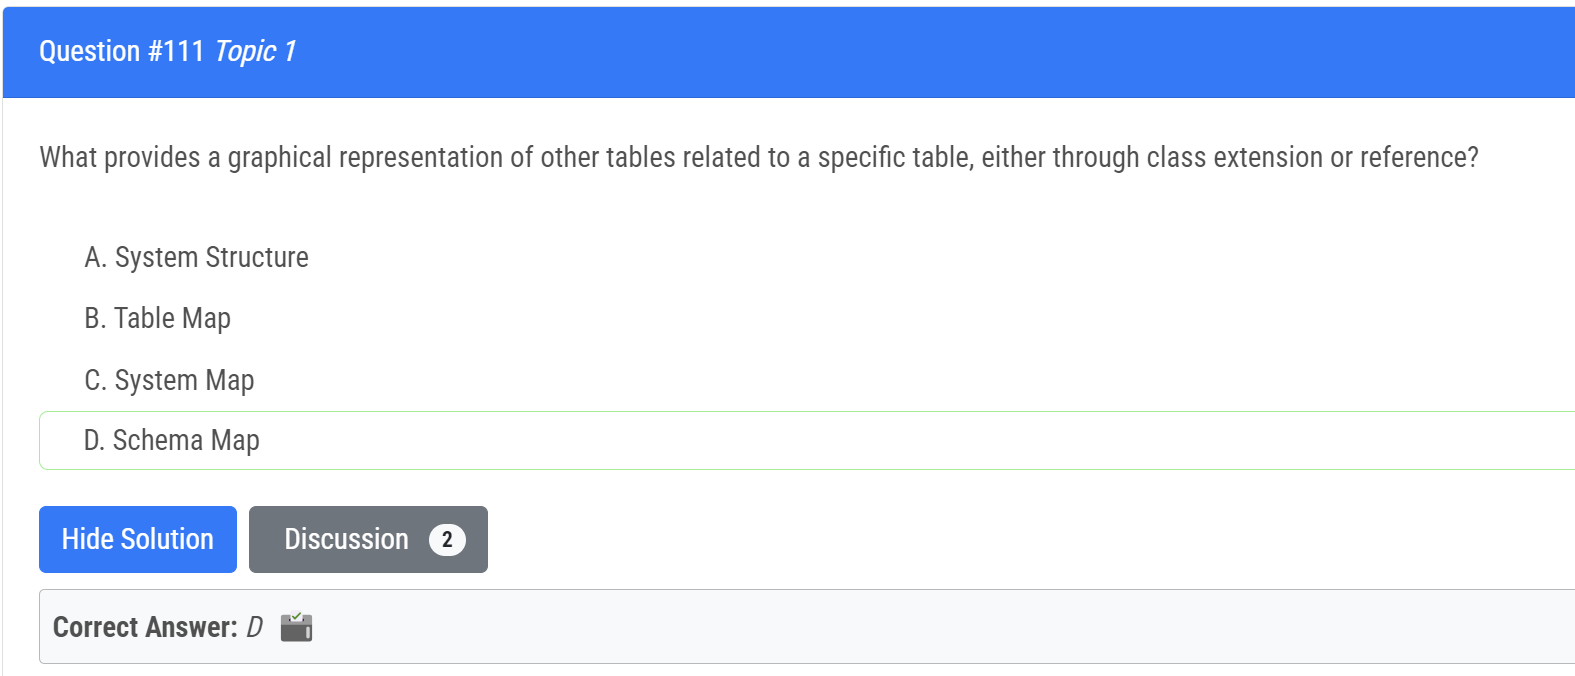 Question #111 Topic 1
What provides a graphical representation of other tables related to a specific table, either through class extension or reference?
A. System Structure
B. Table Map
C. System Map
D. Schema Map
Hide Solution
Discussion 2
Correct Answer: D